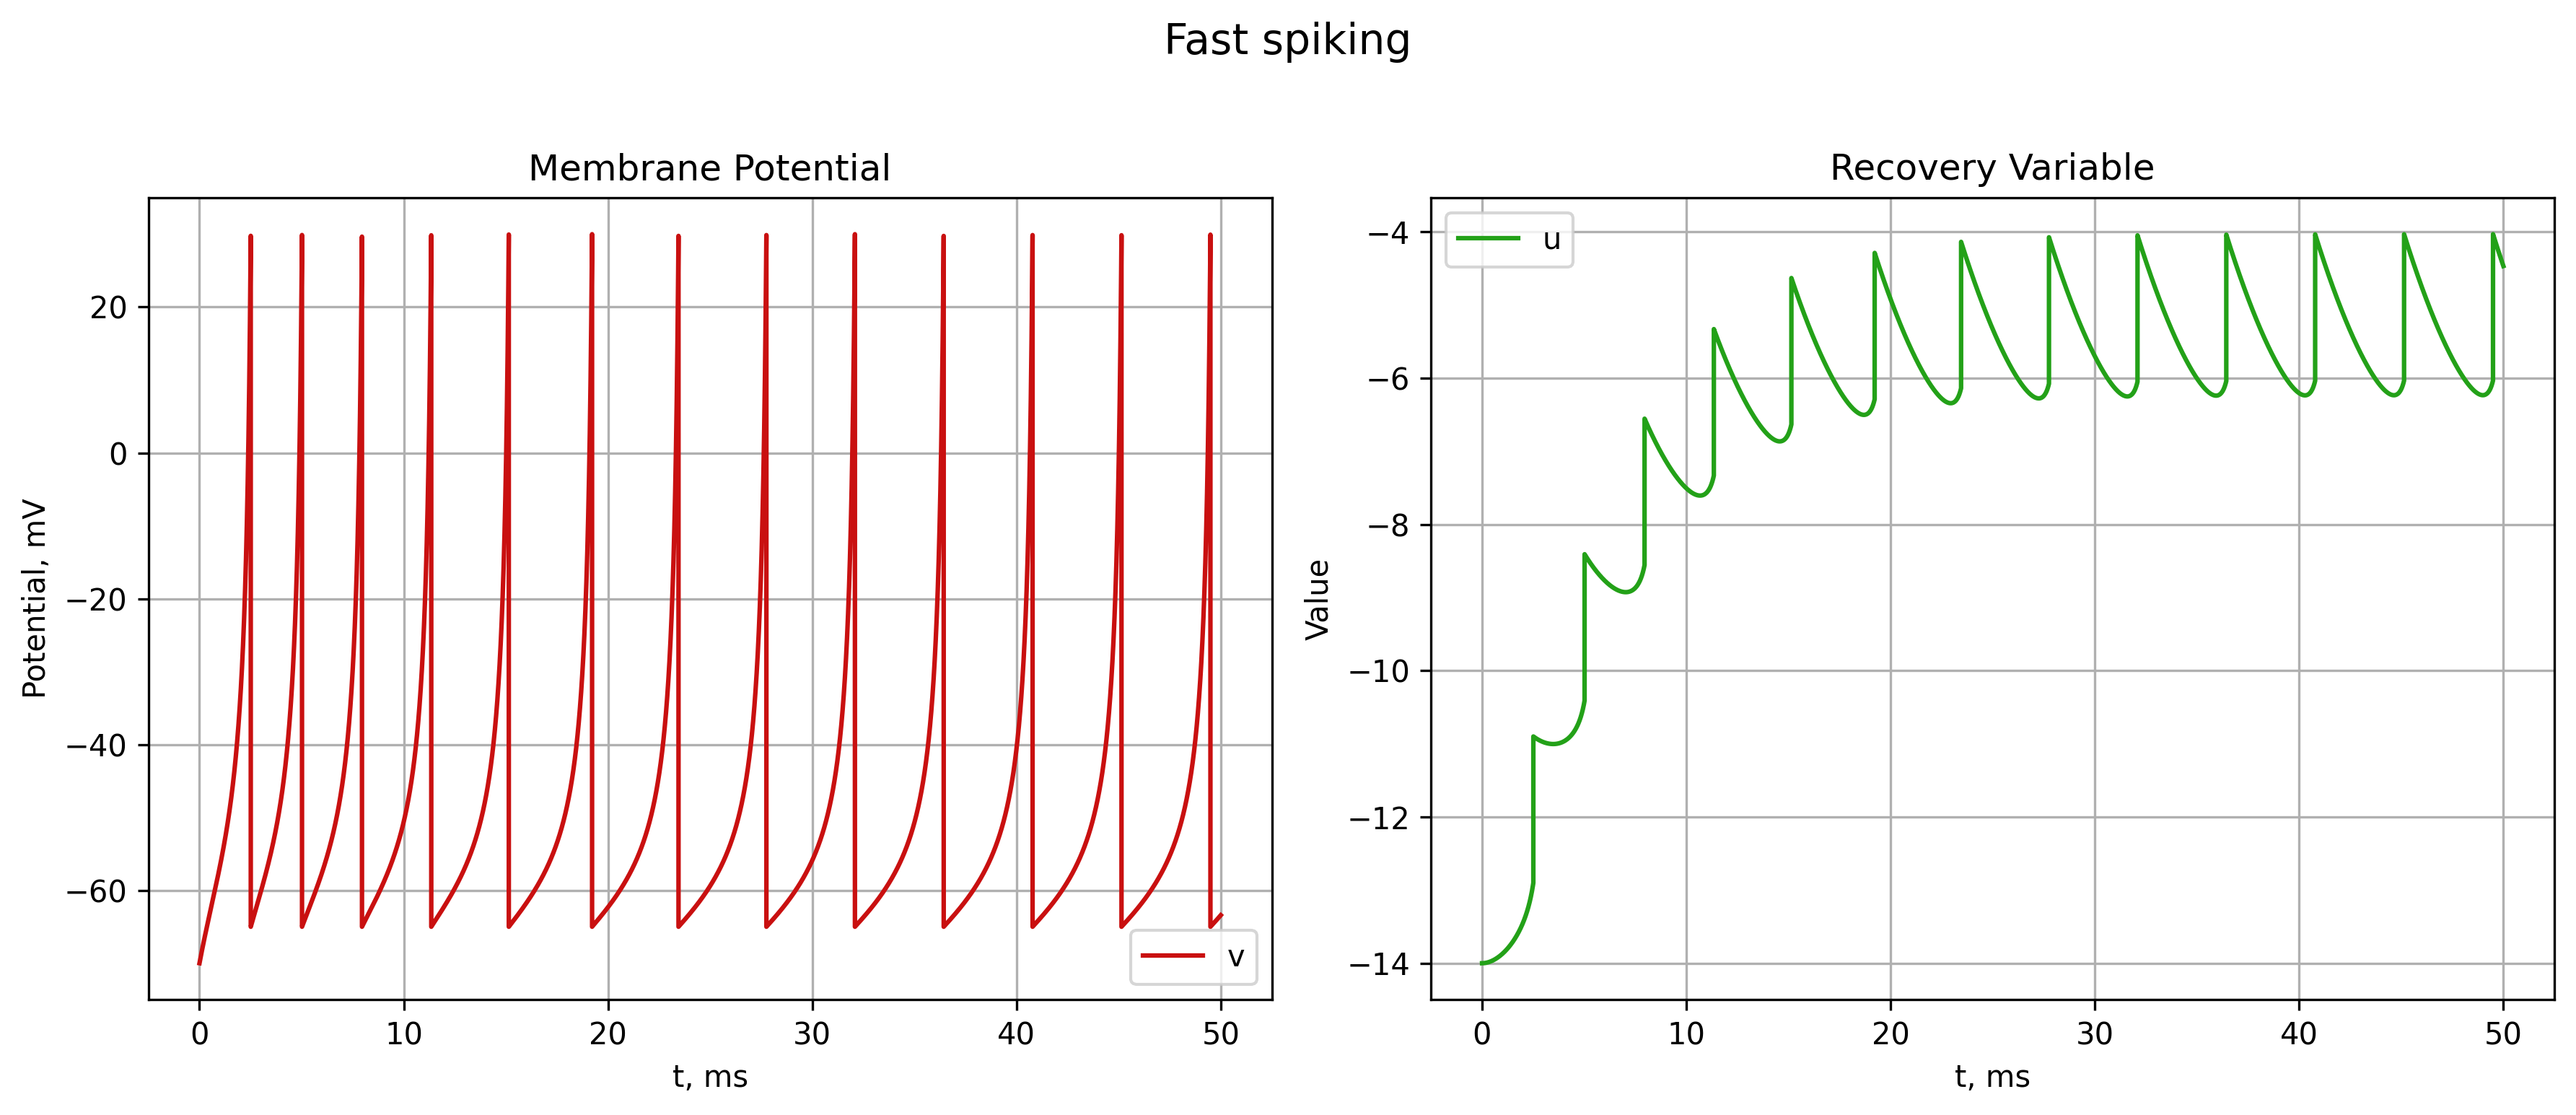 Fast spiking
Membrane Potential
Potential, mV
20
0
−20
−40
−60
v
0 10 20 30 40 50
t, ms
Recovery Variable
Value
u
−4
−6
−8
−10
−12
−14
0 10 20 30 40 50
t, ms